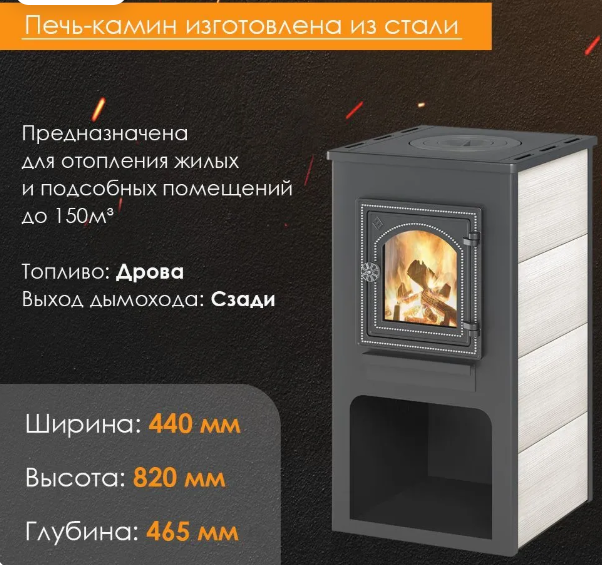 Печь-камин изготовлена из стали
Предназначена
для отопления жилых
и подсобных помещений
до 150м³
Топливо: Дрова
Выход дымохода: Сзади
Ширина: 440 мм
Высота: 820 мм
Глубина: 465 мм